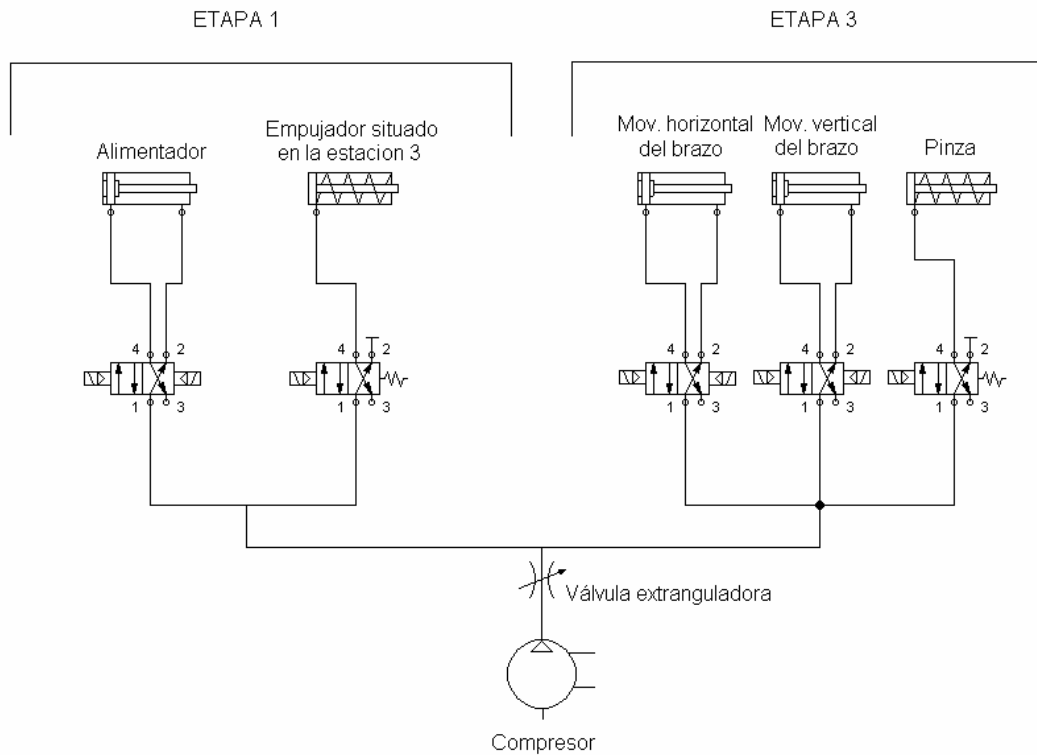 ETAPA 1
ETAPA 3
Alimentador
Empujador situado
en la estacion 3
Mov. horizontal
del brazo
Mov. vertical
del brazo
Pinza
4 2
1 3
4 2
1 3
4 2
1 3
4 2
1 3
4 2
1 3
Válvula extranguladora
Compresor